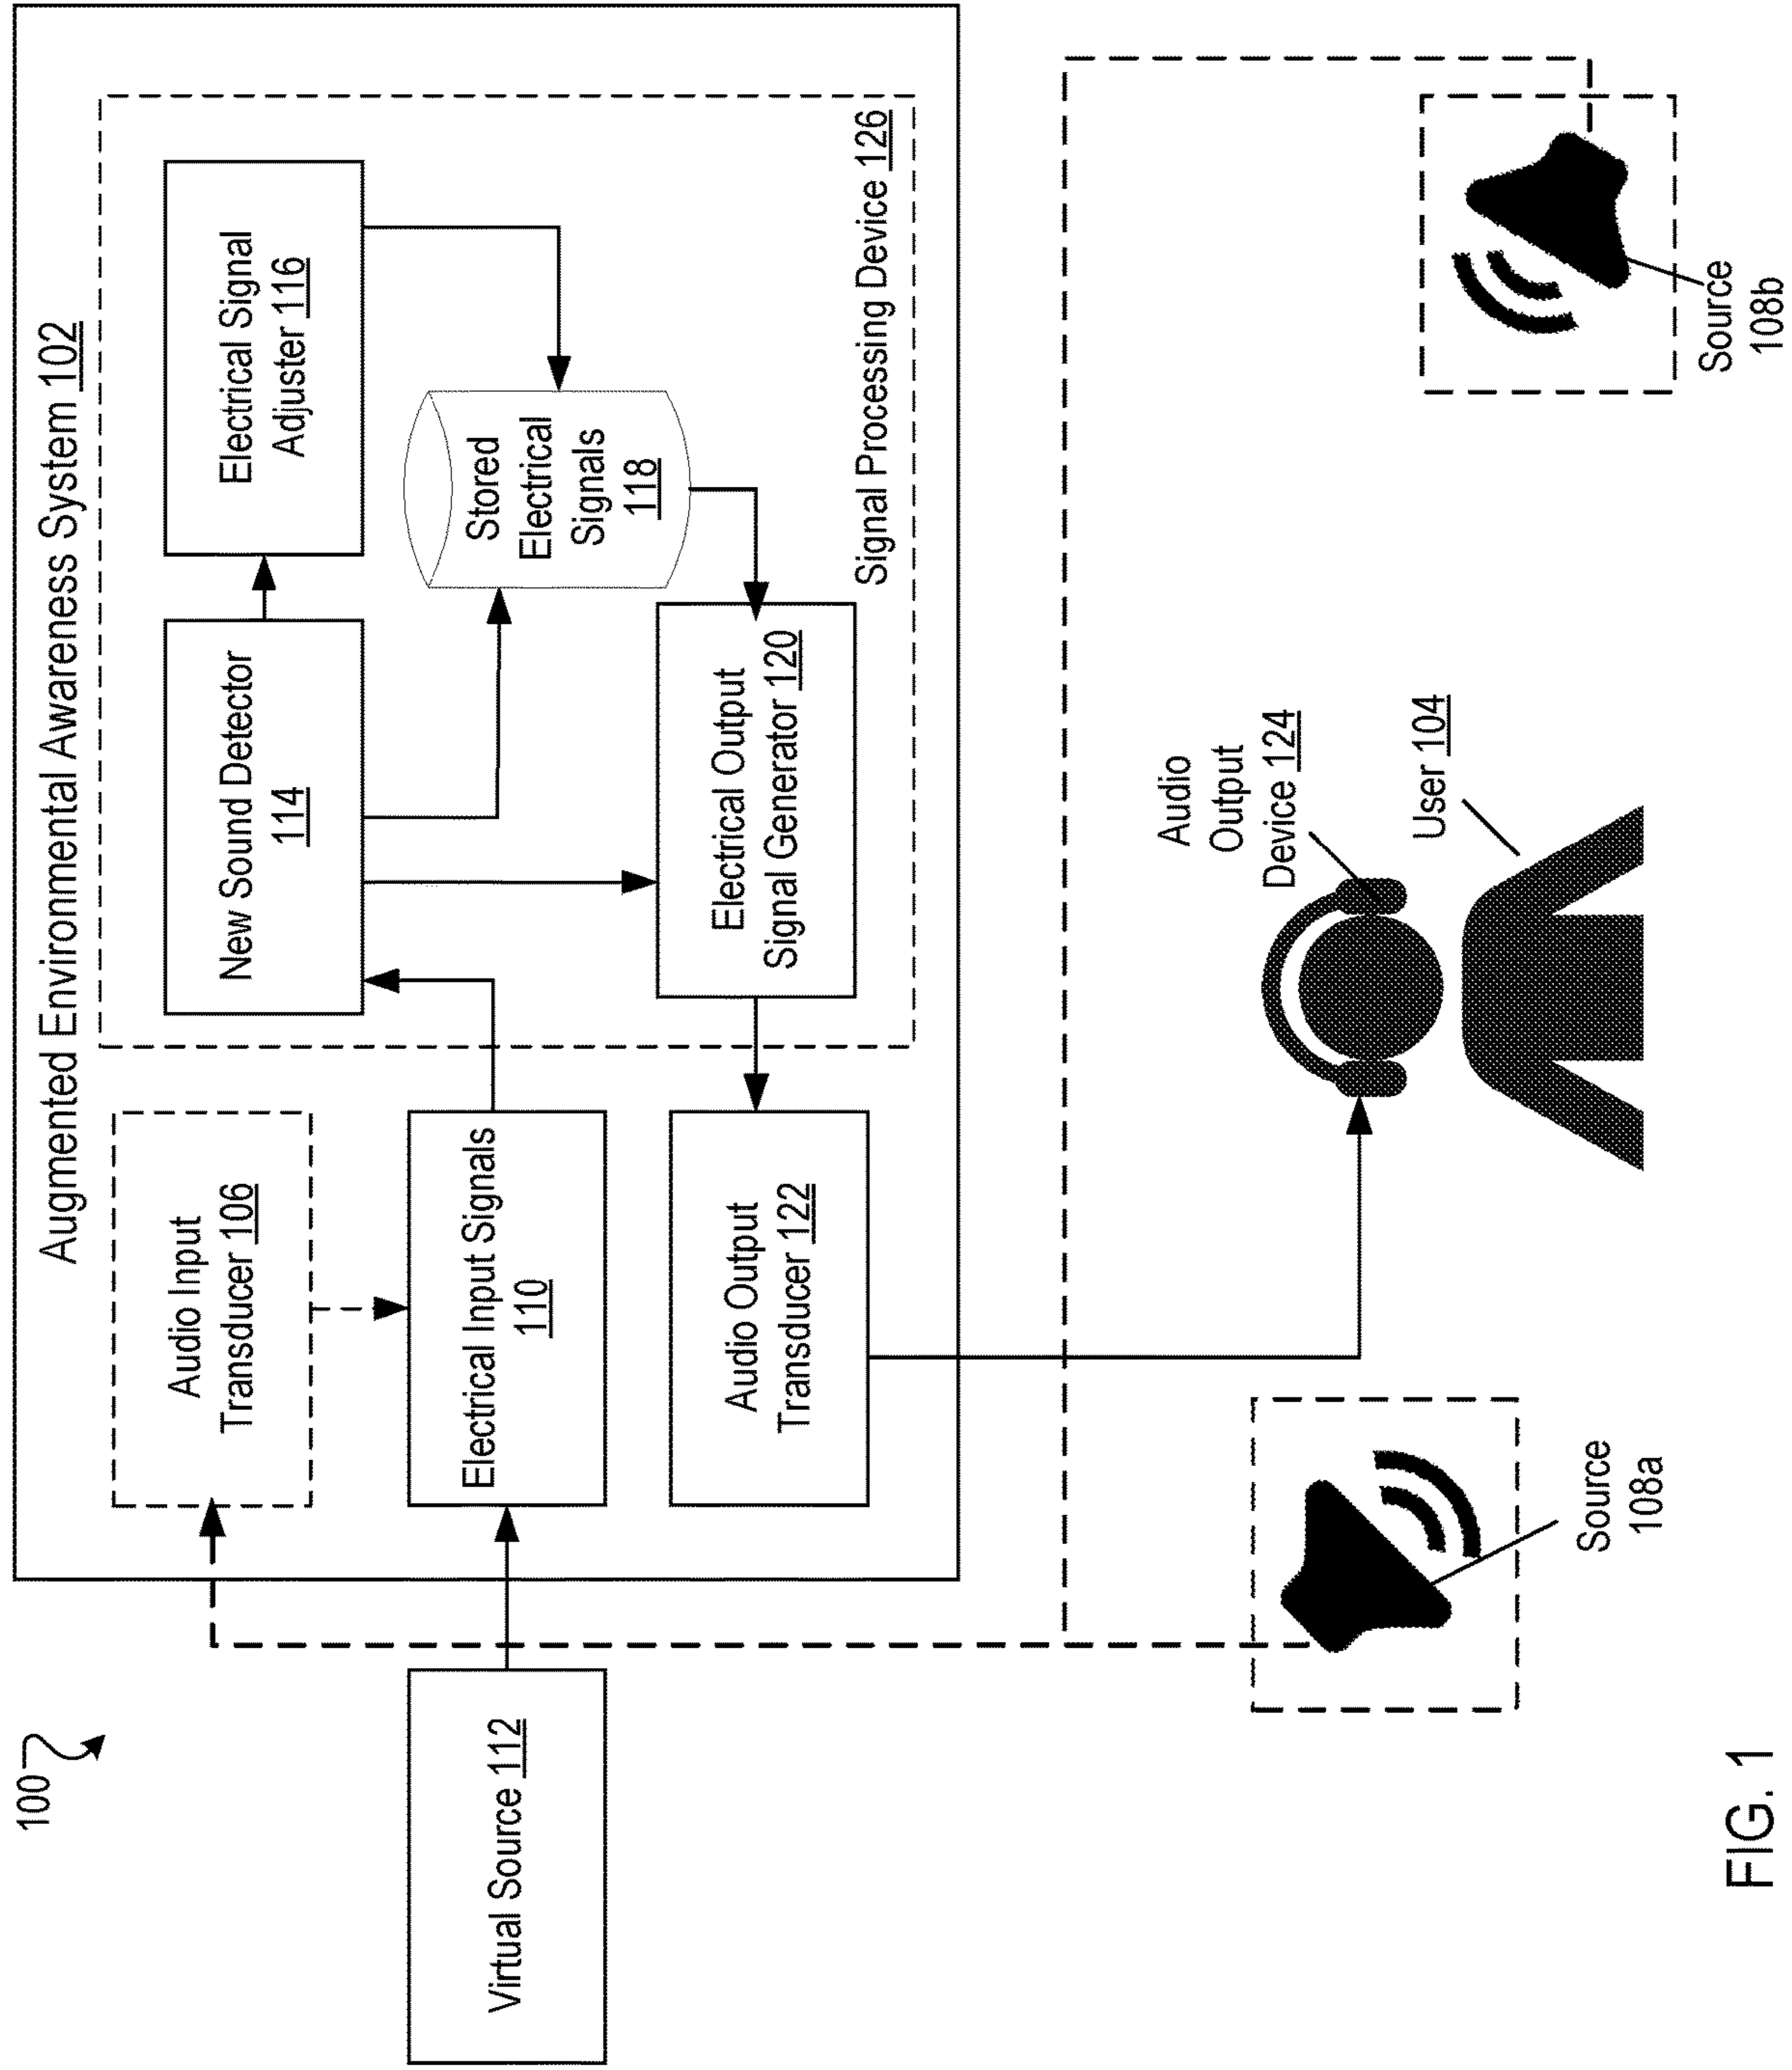 100
Augmented Environmental Awareness System 102
Audio Input
Transducer 106
New Sound Detector
114
Electrical Signal
Adjuster 116
Virtual Source 112
Electrical Input Signals
110
Stored
Electrical
Signals
118
Audio Output
Transducer 122
Electrical Output
Signal Generator 120
Signal Processing Device 126
Audio
Output
Device 124
User 104
Source
108a
Source
108b
FIG. 1